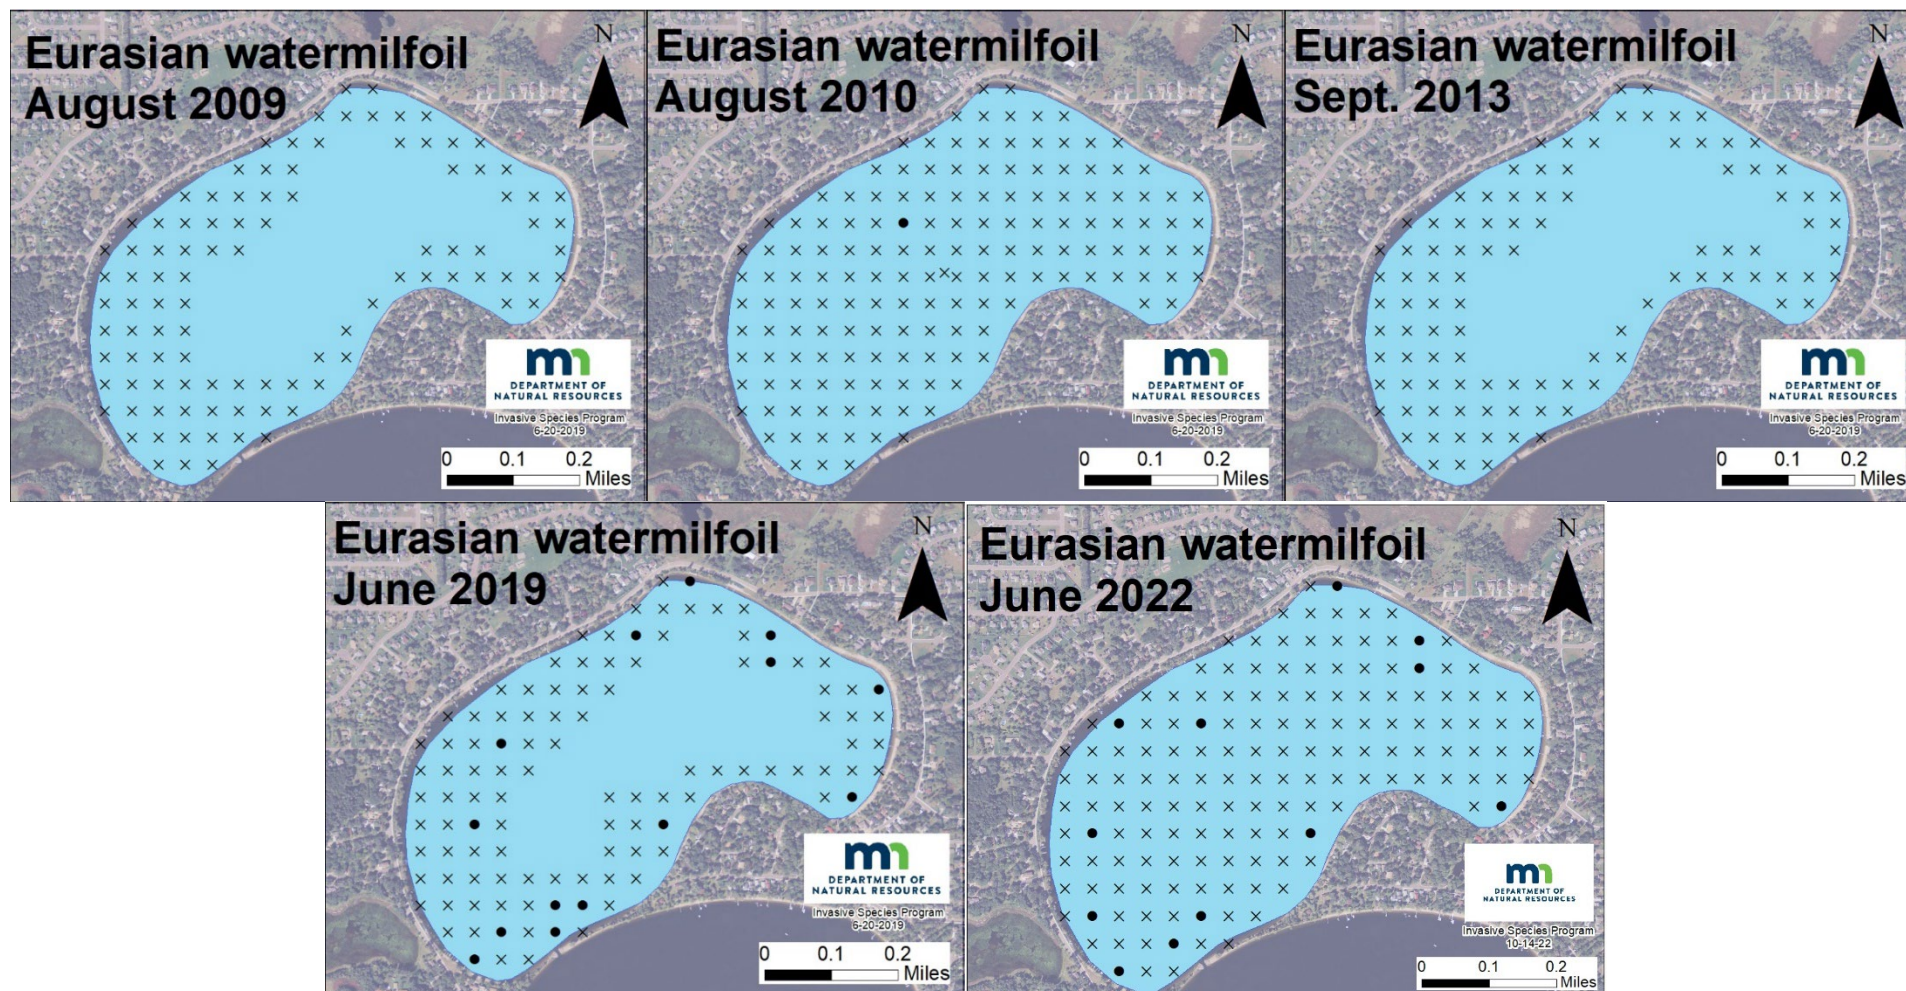 Eurasian watermilfoil
August 2009
N
mn
DEPARTMENT OF
NATURAL RESOURCES
Invasive Species Program
6-20-2019
0 0.1 0.2
Miles
Eurasian watermilfoil
August 2010
N
mn
DEPARTMENT OF
NATURAL RESOURCES
Invasive Species Program
6-20-2019
0 0.1 0.2
Miles
Eurasian watermilfoil
Sept. 2013
N
mn
DEPARTMENT OF
NATURAL RESOURCES
Invasive Species Program
6-20-2019
0 0.1 0.2
Miles
Eurasian watermilfoil
June 2019
N
mn
DEPARTMENT OF
NATURAL RESOURCES
Invasive Species Program
6-20-2019
0 0.1 0.2
Miles
Eurasian watermilfoil
June 2022
N
mn
DEPARTMENT OF
NATURAL RESOURCES
Invasive Species Program
10-14-22
0 0.1 0.2
Miles